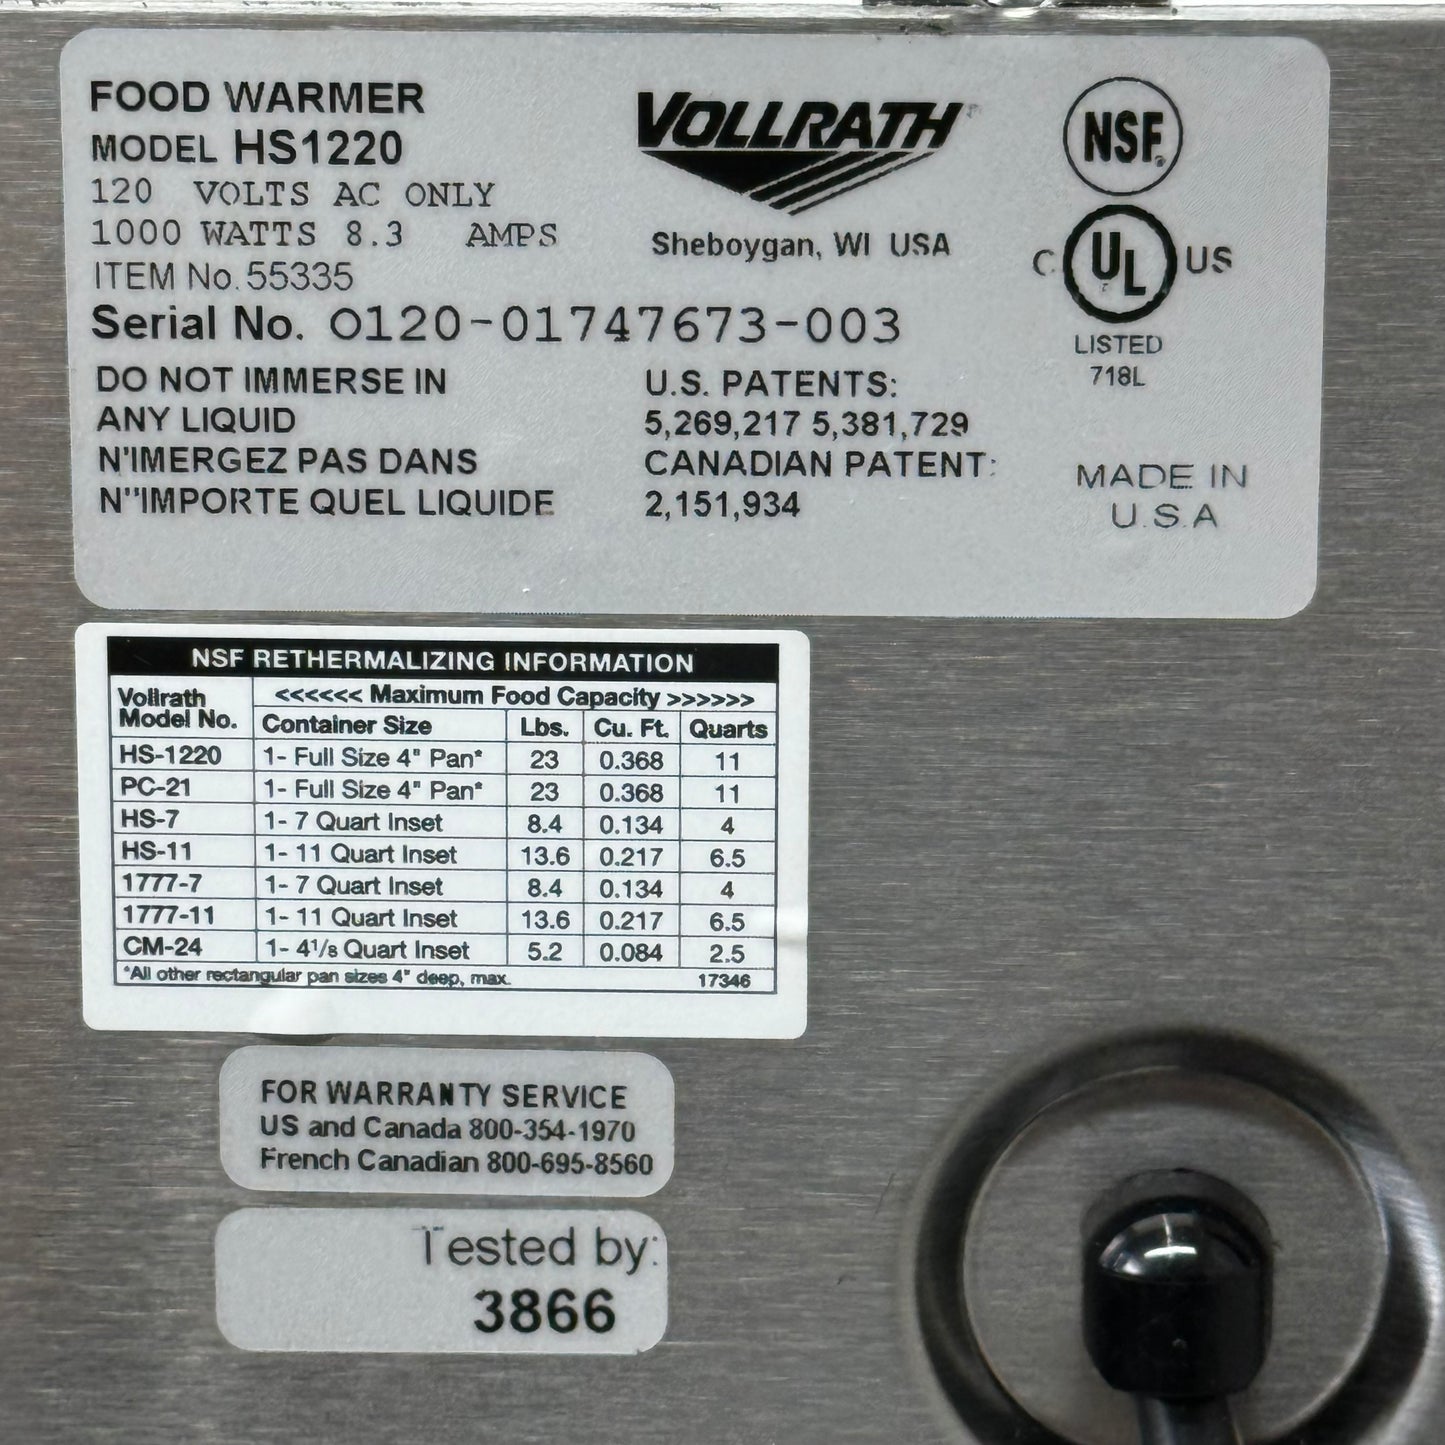 FOOD WARMER
MODEL HS1220
120 VOLTS AC ONLY
1000 WATTS 8.3 AMPS
ITEM No. 55335
Serial No. O120-01747673-003
DO NOT IMMERSE IN
ANY LIQUID
N'IMERGEZ PAS DANS
N''IMPORTE QUEL LIQUIDE
VOLLRATH
Sheboygan, WI USA
U.S. PATENTS:
5,269,217 5,381,729
CANADIAN PATENT:
2,151,934
NSF®
C UL US
LISTED
718L
MADE IN
U.S.A
NSF RETHERMALIZING INFORMATION
Vollrath Model No. <<<<<< Maximum Food Capacity >>>>>>
Container Size Lbs. Cu. Ft. Quarts
HS-1220 1- Full Size 4" Pan* 23 0.368 11
PC-21 1- Full Size 4" Pan* 23 0.368 11
HS-7 1- 7 Quart Inset 8.4 0.134 4
HS-11 1- 11 Quart Inset 13.6 0.217 6.5
1777-7 1- 7 Quart Inset 8.4 0.134 4
1777-11 1- 11 Quart Inset 13.6 0.217 6.5
CM-24 1- 4¹/₈ Quart Inset 5.2 0.084 2.5
*All other rectangular pan sizes 4" deep, max. 17346
FOR WARRANTY SERVICE
US and Canada 800-354-1970
French Canadian 800-695-8560
Tested by:
3866